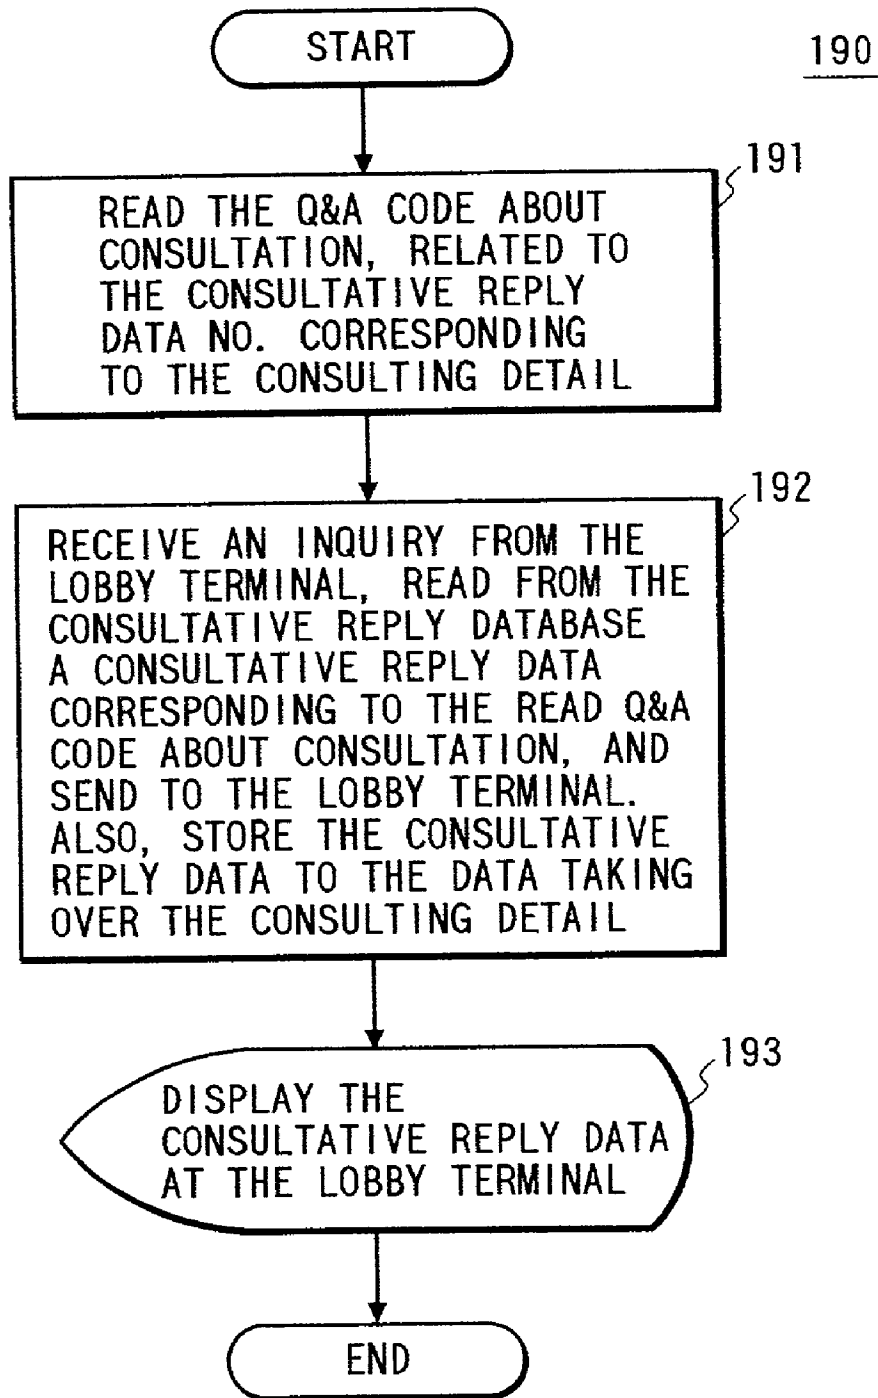 START
190
191
READ THE Q&A CODE ABOUT
CONSULTATION, RELATED TO
THE CONSULTATIVE REPLY
DATA NO. CORRESPONDING
TO THE CONSULTING DETAIL
192
RECEIVE AN INQUIRY FROM THE
LOBBY TERMINAL, READ FROM THE
CONSULTATIVE REPLY DATABASE
A CONSULTATIVE REPLY DATA
CORRESPONDING TO THE READ Q&A
CODE ABOUT CONSULTATION, AND
SEND TO THE LOBBY TERMINAL.
ALSO, STORE THE CONSULTATIVE
REPLY DATA TO THE DATA TAKING
OVER THE CONSULTING DETAIL
193
DISPLAY THE
CONSULTATIVE REPLY DATA
AT THE LOBBY TERMINAL
END